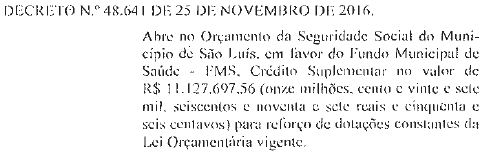 DECRETO N.º 48.641 DE 25 DE NOVEMBRO DE 2016.
Abre no Orçamento da Seguridade Social do Muni-
cípio de São Luís, em favor do Fundo Municipal de
Saúde - FMS, Crédito Suplementar no valor de
R$ 11.127,697,56 (onze milhões, cento e vinte e sete
mil, seiscentos e noventa e sete reais e cinquenta e
seis centavos) para reforço de dotações constantes da
Lei Orçamentária vigente.